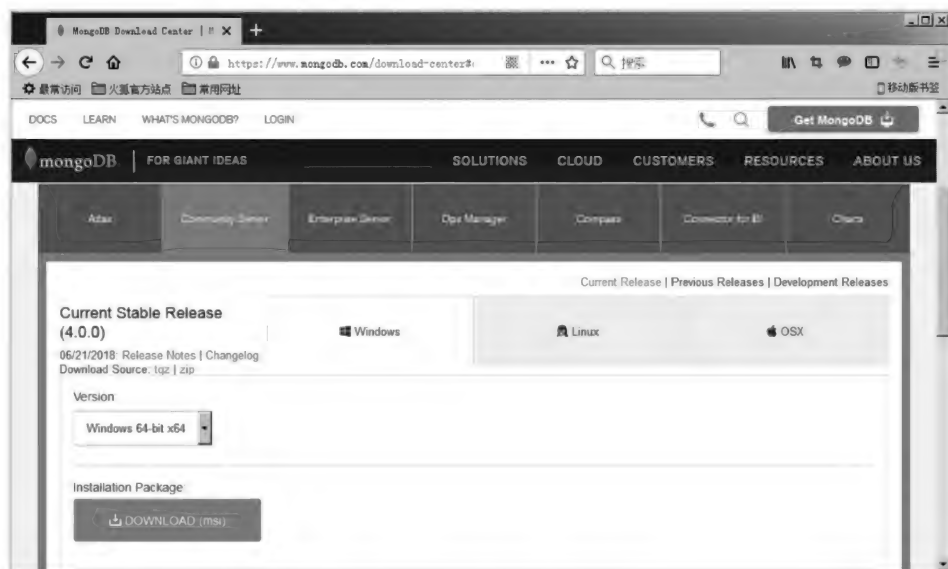 MongoDB Download Center | M
https://www.mongodb.com/download-center#
搜索
最常访问 火狐官方站点 常用网址 移动版书签
DOCS LEARN WHAT'S MONGODB? LOGIN Get MongoDB
mongoDB FOR GIANT IDEAS SOLUTIONS CLOUD CUSTOMERS RESOURCES ABOUT US
Atlas Community Server Enterprise Server Ops Manager Compass Connector for BI Charts
Current Release | Previous Releases | Development Releases
Current Stable Release
(4.0.0)
Windows Linux OSX
06/21/2018: Release Notes | Changelog
Download Source: tgz | zip
Version
Windows 64-bit x64
Installation Package:
DOWNLOAD (msi)